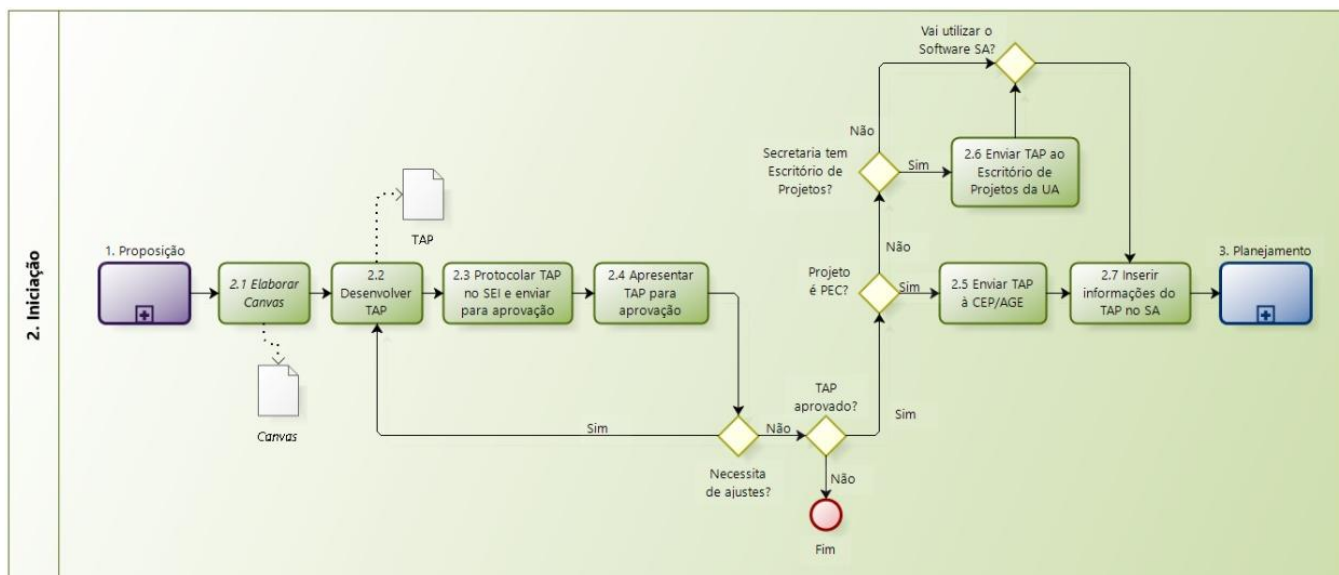 2. Iniciação
1. Proposição
2.1 Elaborar
Canvas
Canvas
2.2
Desenvolver
TAP
TAP
2.3 Protocolar TAP
no SEI e enviar
para aprovação
2.4 Apresentar
TAP para
aprovação
Necessita
de ajustes?
Sim
Não
TAP
aprovado?
Não
Fim
Sim
Projeto
é PEC?
Sim
Não
2.5 Enviar TAP
à CEP/AGE
Secretaria tem
Escritório de
Projetos?
Sim
Não
2.6 Enviar TAP ao
Escritório de
Projetos da UA
Vai utilizar o
Software SA?
2.7 Inserir
informações do
TAP no SA
3. Planejamento